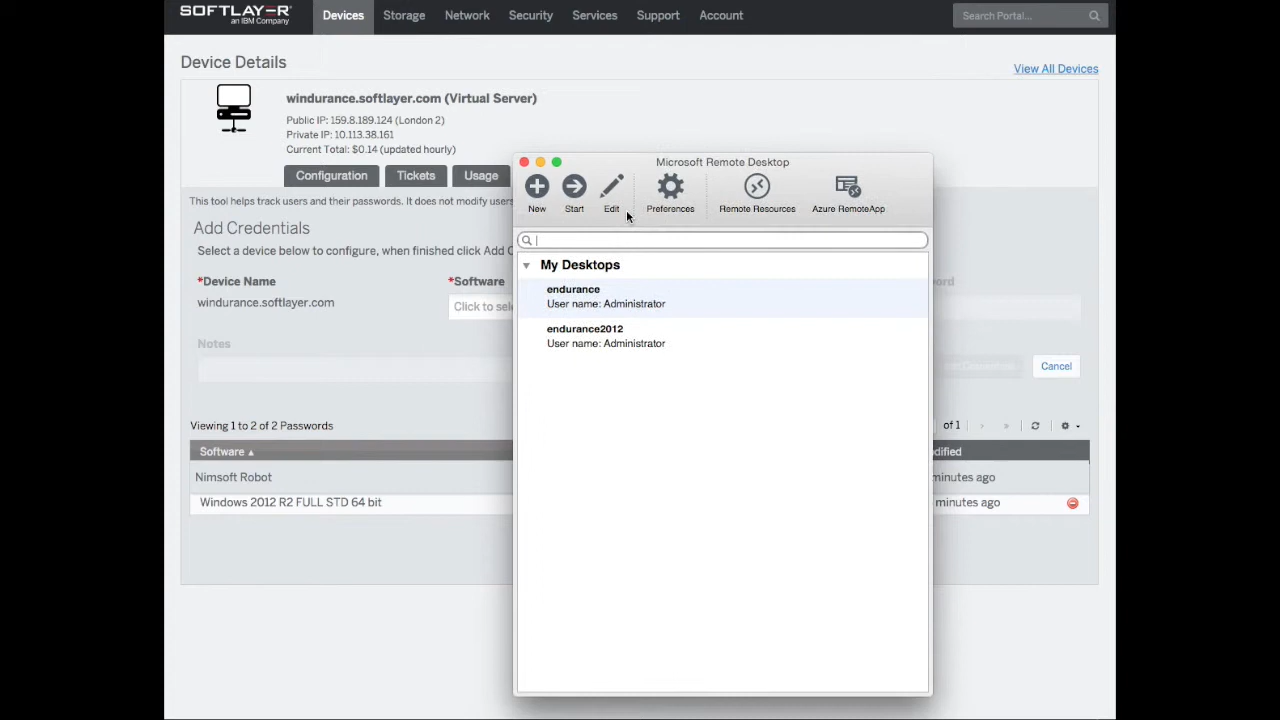 SOFTLAYER
an IBM Company
Devices
Storage
Network
Security
Services
Support
Account
Search Portal...
Device Details
View All Devices
windurance.softlayer.com (Virtual Server)
Public IP: 159.8.189.124 (London 2)
Private IP: 10.113.38.161
Current Total: $0.14 (updated hourly)
Configuration
Tickets
Usage
This tool helps track users and their passwords. It does not modify users
Add Credentials
Select a device below to configure, when finished click Add C
*Device Name
*Software
ord
windurance.softlayer.com
Click to sele
Notes
Cancel
Viewing 1 to 2 of 2 Passwords
of 1
Software
dified
Nimsoft Robot
minutes ago
Windows 2012 R2 FULL STD 64 bit
minutes ago
Microsoft Remote Desktop
New
Start
Edit
Preferences
Remote Resources
Azure RemoteApp
My Desktops
endurance
User name: Administrator
endurance2012
User name: Administrator